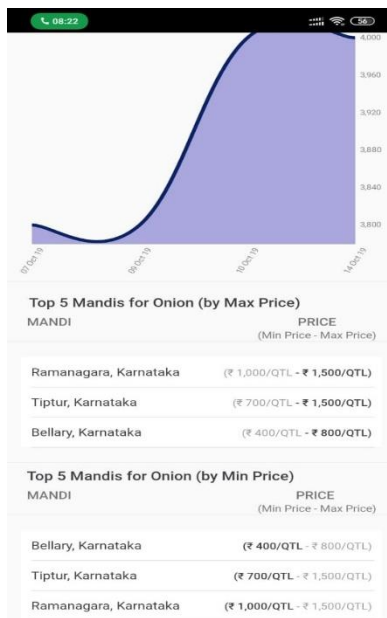 08:22 56
4,000
3,960
3,920
3,880
3,840
3,800
07 Oct 19 09 Oct 19 10 Oct 19 14 Oct 19
Top 5 Mandis for Onion (by Max Price)
MANDI PRICE
(Min Price - Max Price)
Ramanagara, Karnataka (₹ 1,000/QTL - ₹ 1,500/QTL)
Tiptur, Karnataka (₹ 700/QTL - ₹ 1,500/QTL)
Bellary, Karnataka (₹ 400/QTL - ₹ 800/QTL)
Top 5 Mandis for Onion (by Min Price)
MANDI PRICE
(Min Price - Max Price)
Bellary, Karnataka (₹ 400/QTL - ₹ 800/QTL)
Tiptur, Karnataka (₹ 700/QTL - ₹ 1,500/QTL)
Ramanagara, Karnataka (₹ 1,000/QTL - ₹ 1,500/QTL)